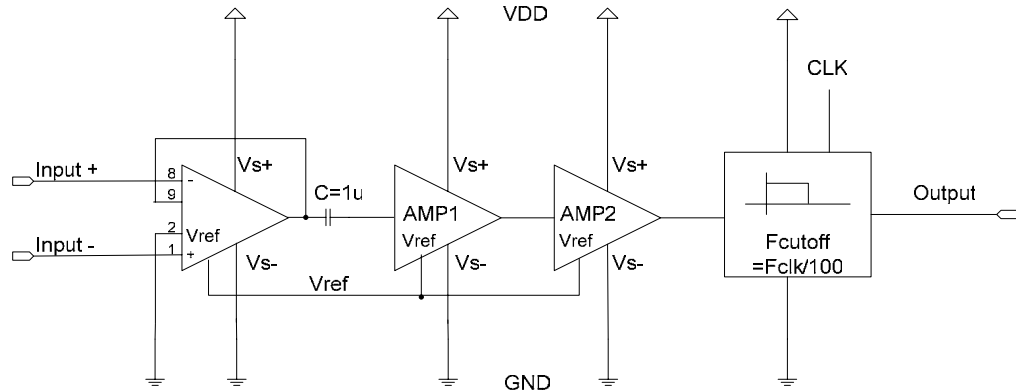 VDD
CLK
Input +
8
-
Vs+
Vs+
Vs+
9
C=1u
AMP1
AMP2
Output
2
Vref
Vref
Vref
Input -
1
+
Vs-
Vs-
Vs-
Fcutoff
=Fclk/100
Vref
GND